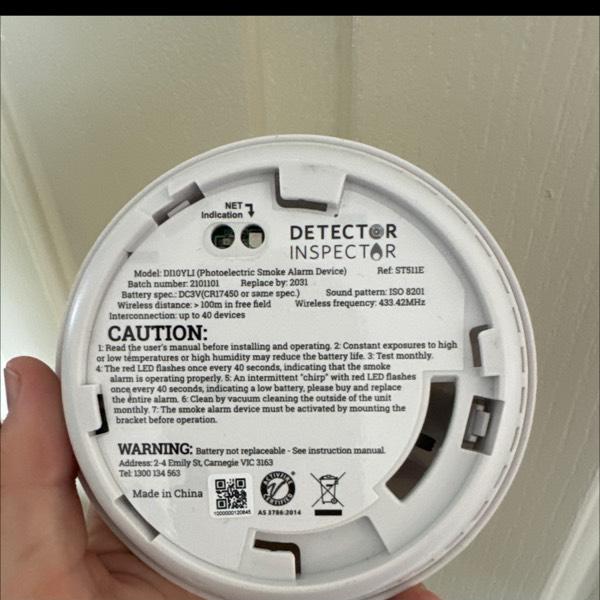 NET
Indication
DETECTOR
INSPECTOR
Model: DI10YLI (Photoelectric Smoke Alarm Device) Ref: ST511E
Batch number: 2101101 Replace by: 2031
Battery spec.: DC3V(CR17450 or same spec.) Sound pattern: ISO 8201
Wireless distance: > 100m in free field Wireless frequency: 433.42MHz
Interconnection: up to 40 devices
CAUTION:
1: Read the user's manual before installing and operating. 2: Constant exposures to high
or low temperatures or high humidity may reduce the battery life. 3: Test monthly.
4: The red LED flashes once every 40 seconds, indicating that the smoke
alarm is operating properly. 5: An intermittent "chirp" with red LED flashes
once every 40 seconds, indicating a low battery, please buy and replace
the entire alarm. 6: Clean by vacuum cleaning the outside of the unit
monthly. 7: The smoke alarm device must be activated by mounting the
bracket before operation.
WARNING: Battery not replaceable - See instruction manual.
Address: 2-4 Emily St, Carnegie VIC 3163
Tel: 1300 134 563
Made in China
1000000120645
ACTIVFIRE
CERTIFIED
AS 3786:2014